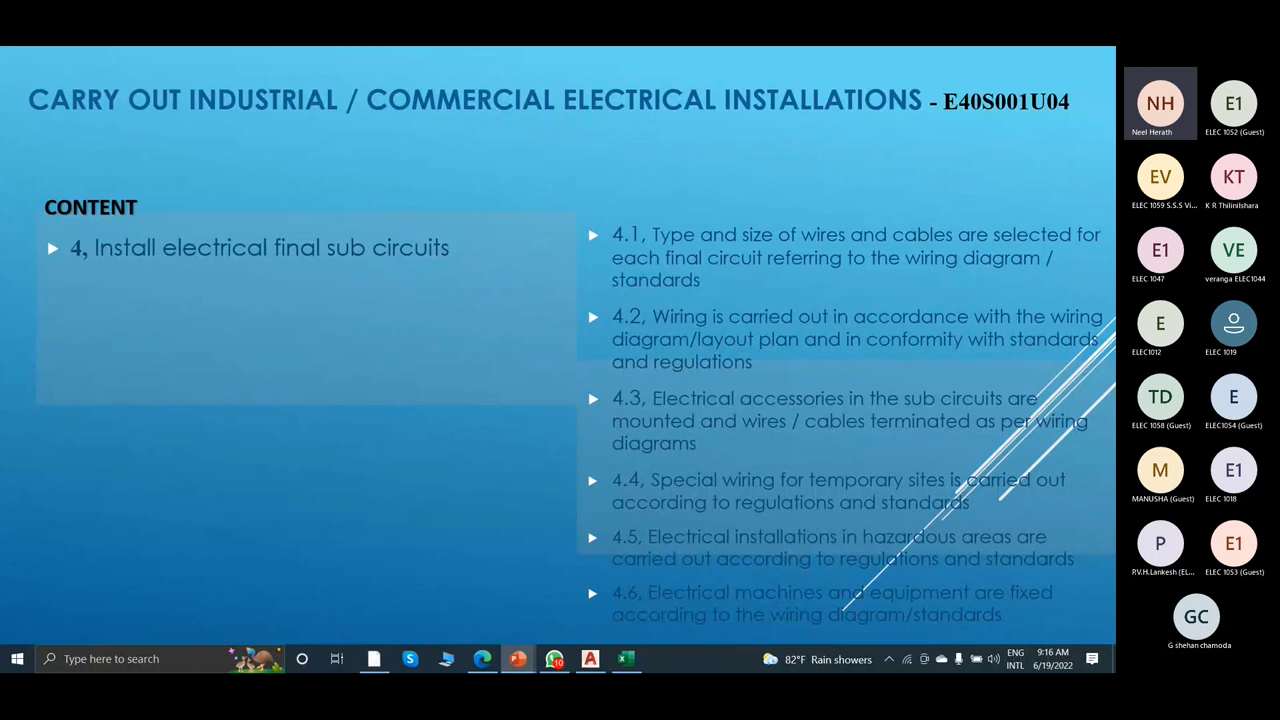 CARRY OUT INDUSTRIAL / COMMERCIAL ELECTRICAL INSTALLATIONS - E40S001U04
CONTENT
4, Install electrical final sub circuits
4.1, Type and size of wires and cables are selected for
each final circuit referring to the wiring diagram /
standards
4.2, Wiring is carried out in accordance with the wiring
diagram/layout plan and in conformity with standards
and regulations
4.3, Electrical accessories in the sub circuits are
mounted and wires / cables terminated as per wiring
diagrams
4.4, Special wiring for temporary sites is carried out
according to regulations and standards
4.5, Electrical installations in hazardous areas are
carried out according to regulations and standards
4.6, Electrical machines and equipment are fixed
according to the wiring diagram/standards
NH
Neel Herath
E1
ELEC 1052 (Guest)
EV
ELEC 1059 S.S.S Vi...
KT
K R Thilinilshara
E1
ELEC 1047
VE
veranga ELEC1044
E
ELEC1012
ELEC 1019
TD
ELEC 1058 (Guest)
E
ELEC1054 (Guest)
M
MANUSHA (Guest)
E1
ELEC 1018
P
P.V.H.Lankesh (EL...
E1
ELEC 1053 (Guest)
GC
G shehan chamoda
Type here to search
10
82°F Rain showers
ENG
INTL
9:16 AM
6/19/2022